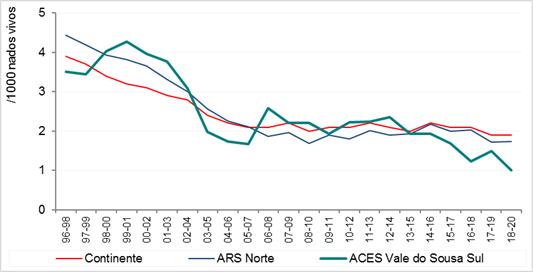 /1000 nados vivos
5
4
3
2
1
0
96-98 97-99 98-00 99-01 00-02 01-03 02-04 03-05 04-06 05-07 06-08 07-09 08-10 09-11 10-12 11-13 12-14 13-15 14-16 15-17 16-18 17-19 18-20
Continente ARS Norte ACES Vale do Sousa Sul